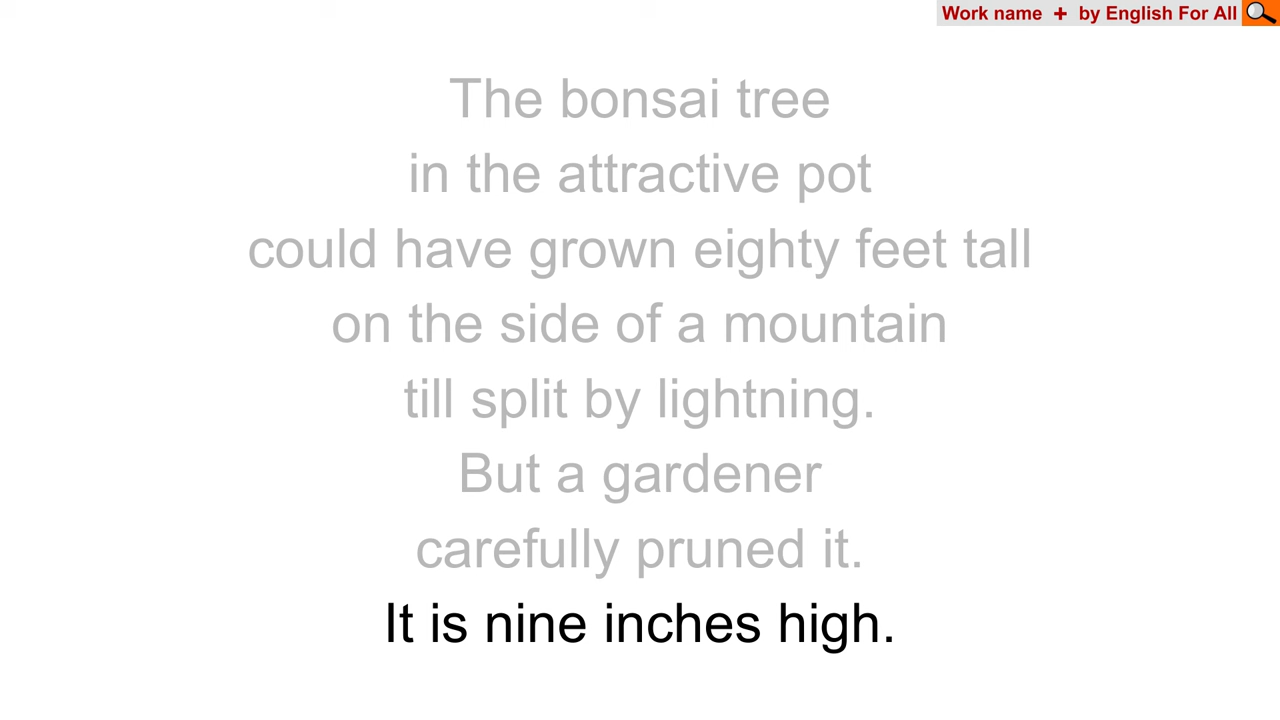 Work name + by English For All
The bonsai tree
in the attractive pot
could have grown eighty feet tall
on the side of a mountain
till split by lightning.
But a gardener
carefully pruned it.
It is nine inches high.